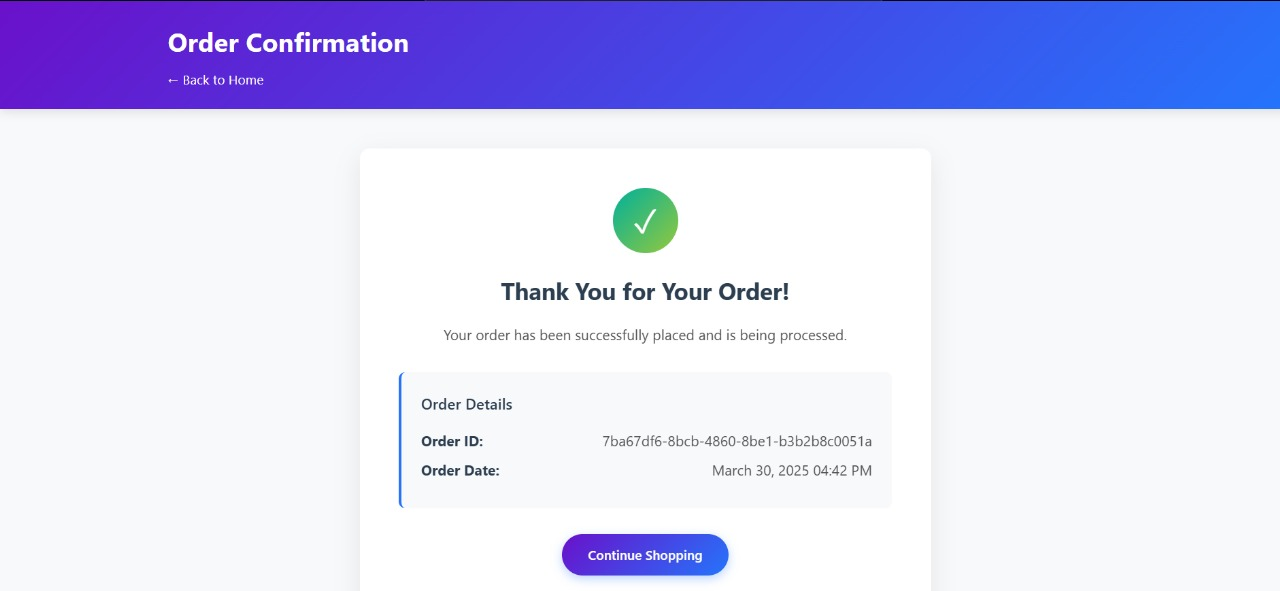 Order Confirmation
← Back to Home
✓
Thank You for Your Order!
Your order has been successfully placed and is being processed.
Order Details
Order ID: 7ba67df6-8bcb-4860-8be1-b3b2b8c0051a
Order Date: March 30, 2025 04:42 PM
Continue Shopping